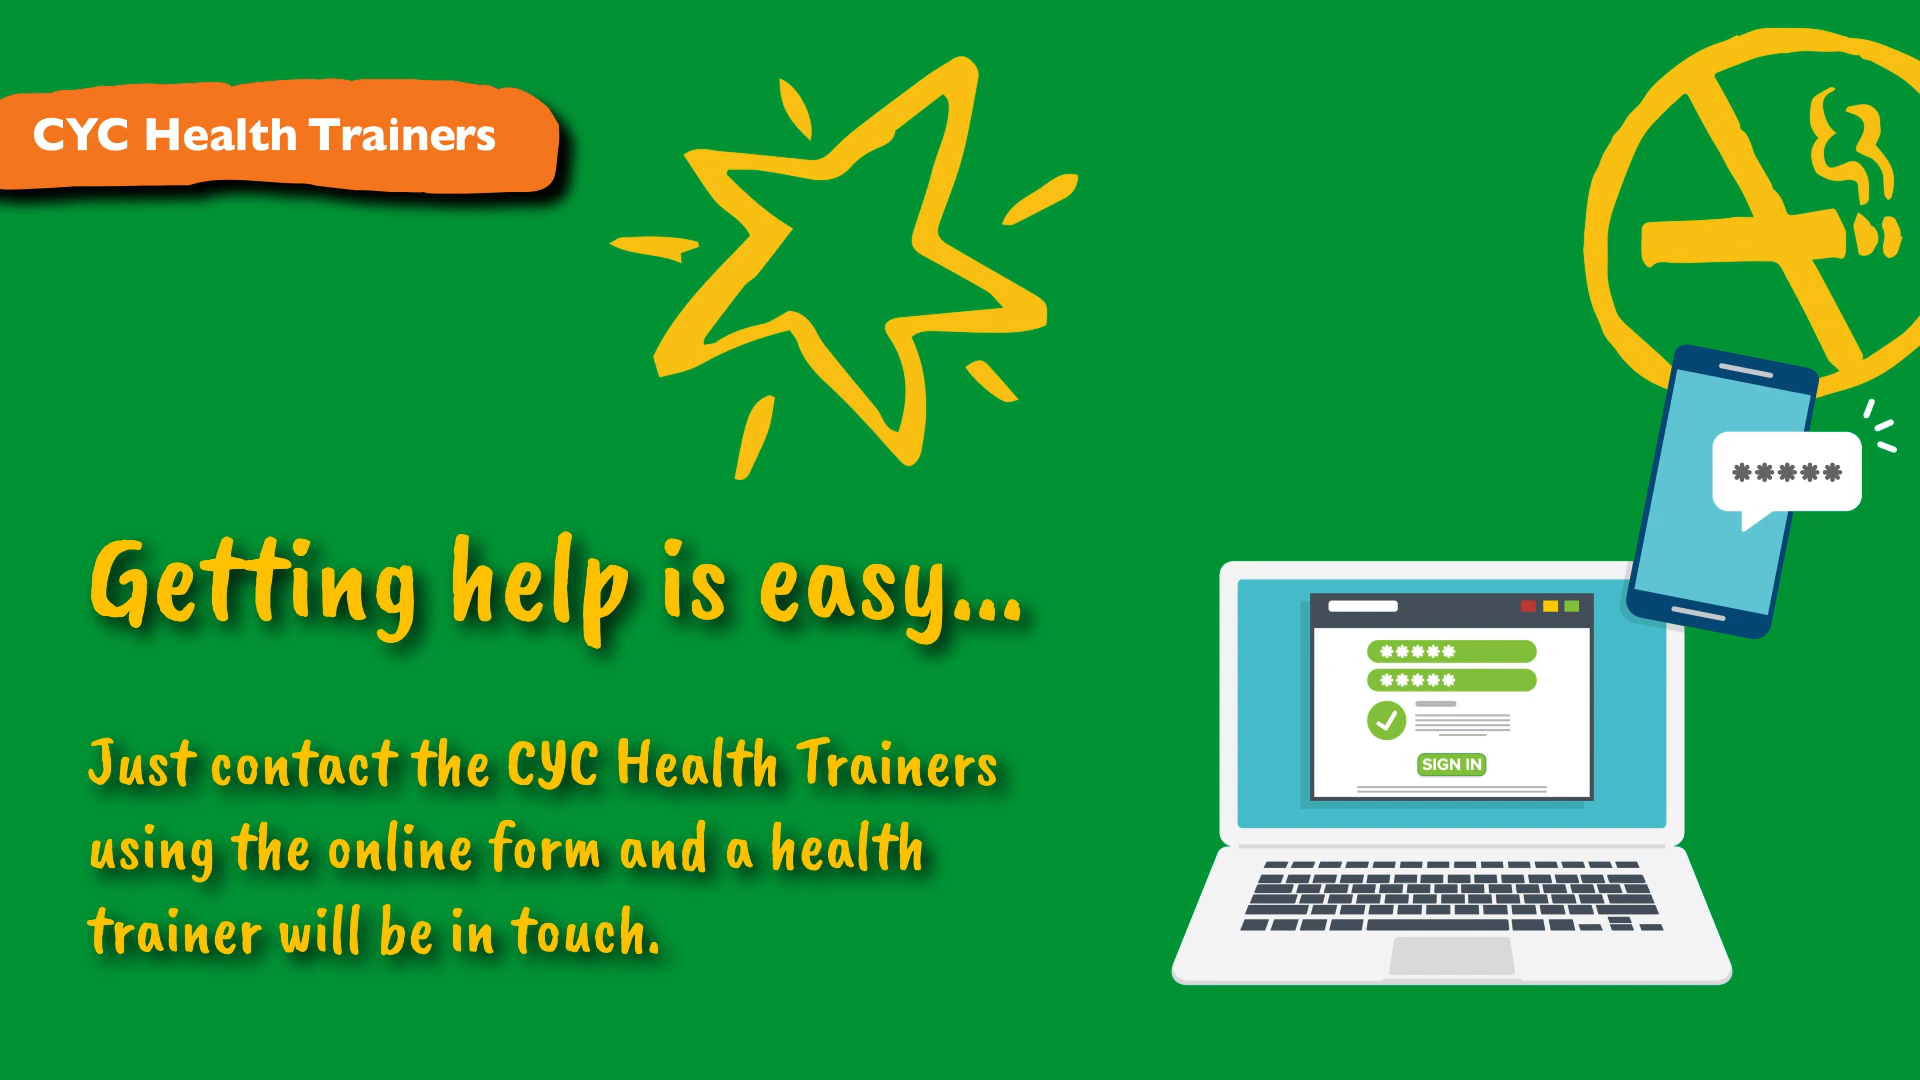 CYC Health Trainers
Getting help is easy...
Just contact the CYC Health Trainers
using the online form and a health
trainer will be in touch.
*****
*****
*****
SIGN IN